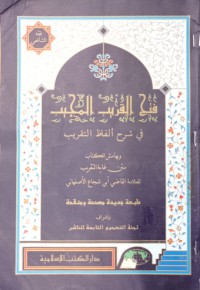 فتح القريب المجيب
في شرح ألفاظ التقريب
وبهامش الكتاب
متن غاية التقريب
للعلامة القاضي أبي شجاع الأصفهاني
طبعة جديدة مصححة ومنقحة
بإشراف
لجنة التصحيح التابعة للناشر
دار الكتب الإسلامية